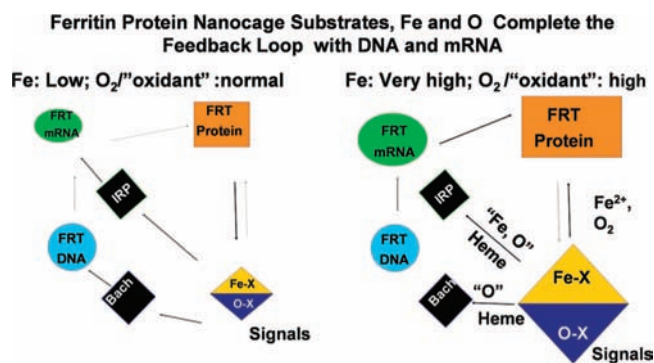 Ferritin Protein Nanocage Substrates, Fe and O Complete the
Feedback Loop with DNA and mRNA
Fe: Low; O2/”oxidant” :normal
FRT
mRNA
FRT
Protein
IRP
FRT
DNA
Bach
Fe-X
O-X
Signals
Fe: Very high; O2/“oxidant”: high
FRT
mRNA
FRT
Protein
IRP
“Fe, O”
Heme
Fe2+,
O2
FRT
DNA
Bach
“O”
Heme
Fe-X
O-X
Signals